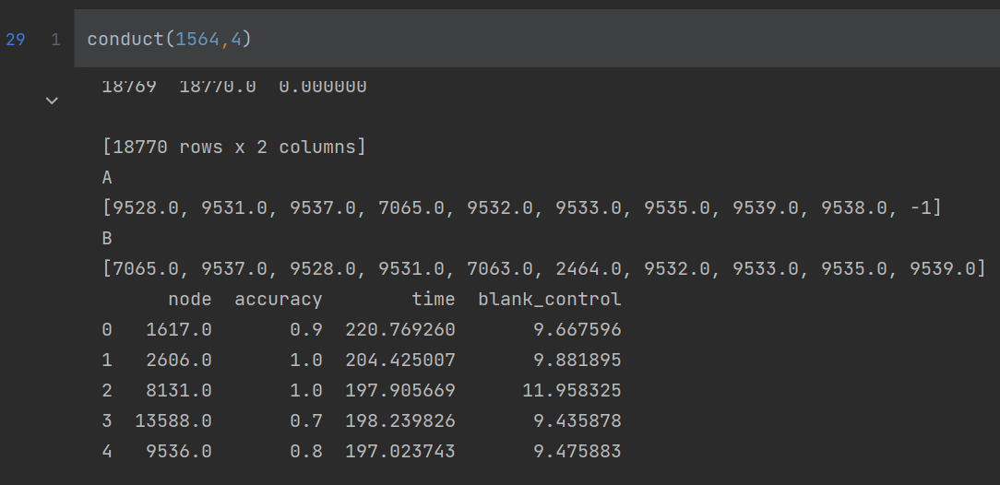 29 1 conduct(1564,4)
18769 18770.0 0.000000
[18770 rows x 2 columns]
A
[9528.0, 9531.0, 9537.0, 7065.0, 9532.0, 9533.0, 9535.0, 9539.0, 9538.0, -1]
B
[7065.0, 9537.0, 9528.0, 9531.0, 7063.0, 2464.0, 9532.0, 9533.0, 9535.0, 9539.0]
node accuracy time blank_control
0 1617.0 0.9 220.769260 9.667596
1 2606.0 1.0 204.425007 9.881895
2 8131.0 1.0 197.905669 11.958325
3 13588.0 0.7 198.239826 9.435878
4 9536.0 0.8 197.023743 9.475883